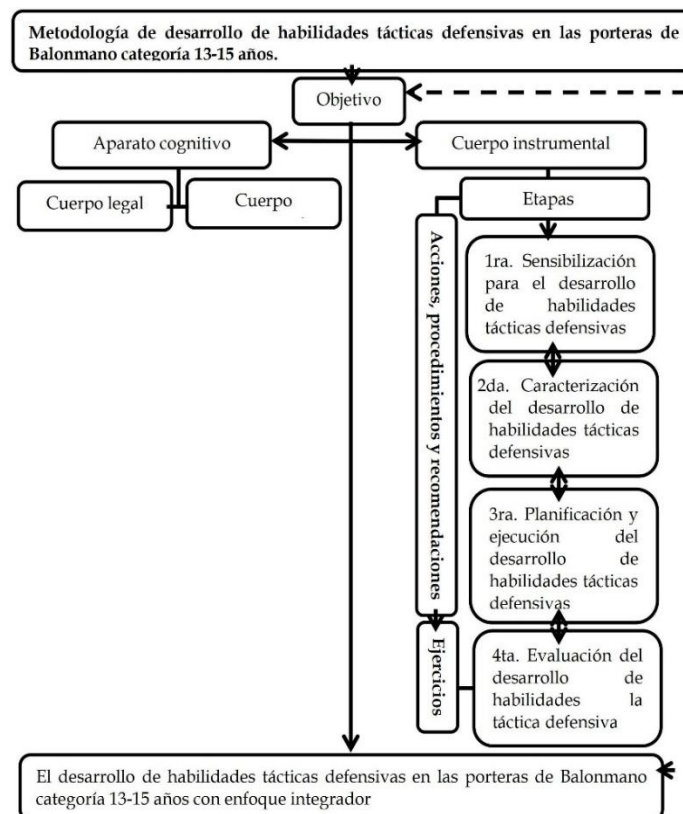 Metodología de desarrollo de habilidades tácticas defensivas en las porteras de
Balonmano categoría 13-15 años.
Objetivo
Aparato cognitivo
Cuerpo instrumental
Cuerpo legal
Cuerpo
Etapas
Acciones, procedimientos y recomendaciones
1ra. Sensibilización
para el desarrollo
de habilidades
tácticas defensivas
2da. Caracterización
del desarrollo de
habilidades tácticas
defensivas
3ra. Planificación y
ejecución del
desarrollo de
habilidades tácticas
defensivas
Ejercicios
4ta. Evaluación del
desarrollo de
habilidades la
táctica defensiva
El desarrollo de habilidades tácticas defensivas en las porteras de Balonmano
categoría 13-15 años con enfoque integrador